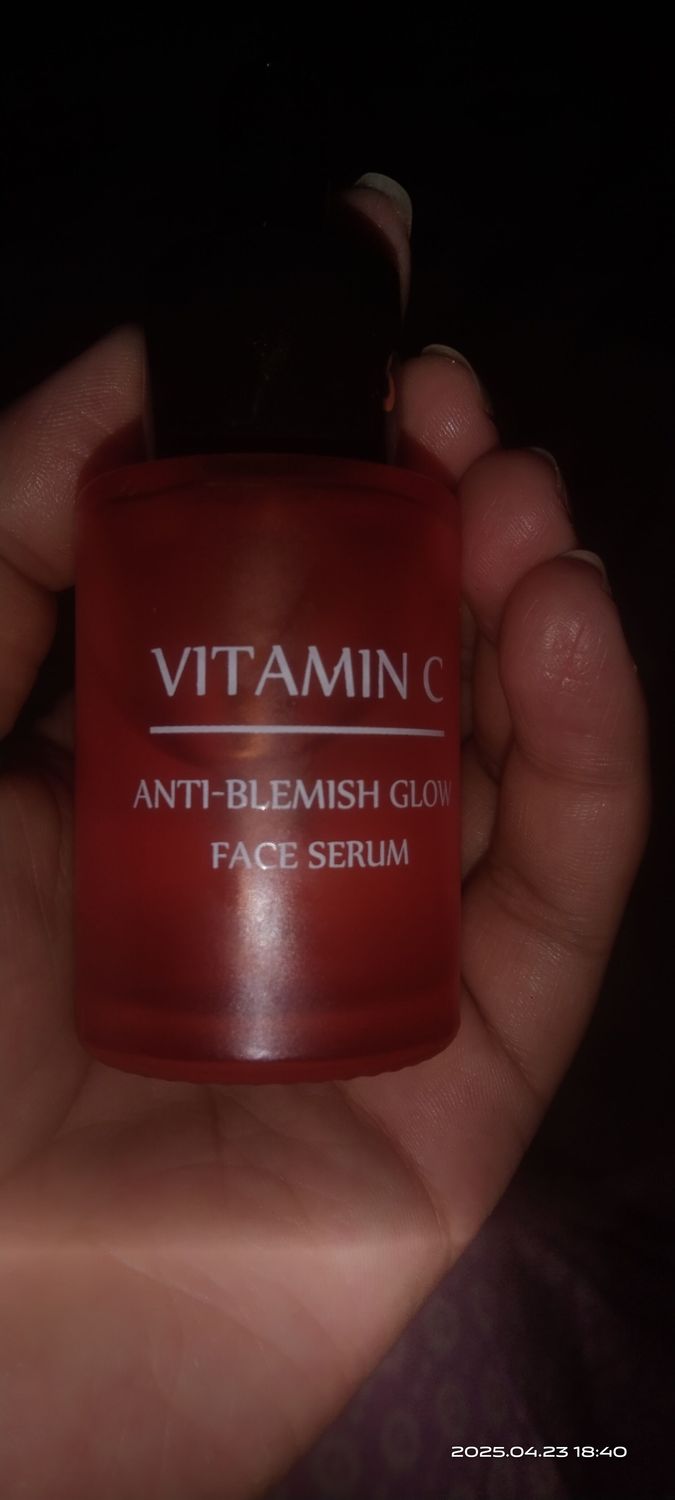 VITAMIN C
ANTI-BLEMISH GLOW
FACE SERUM
2025.04.23 18:40